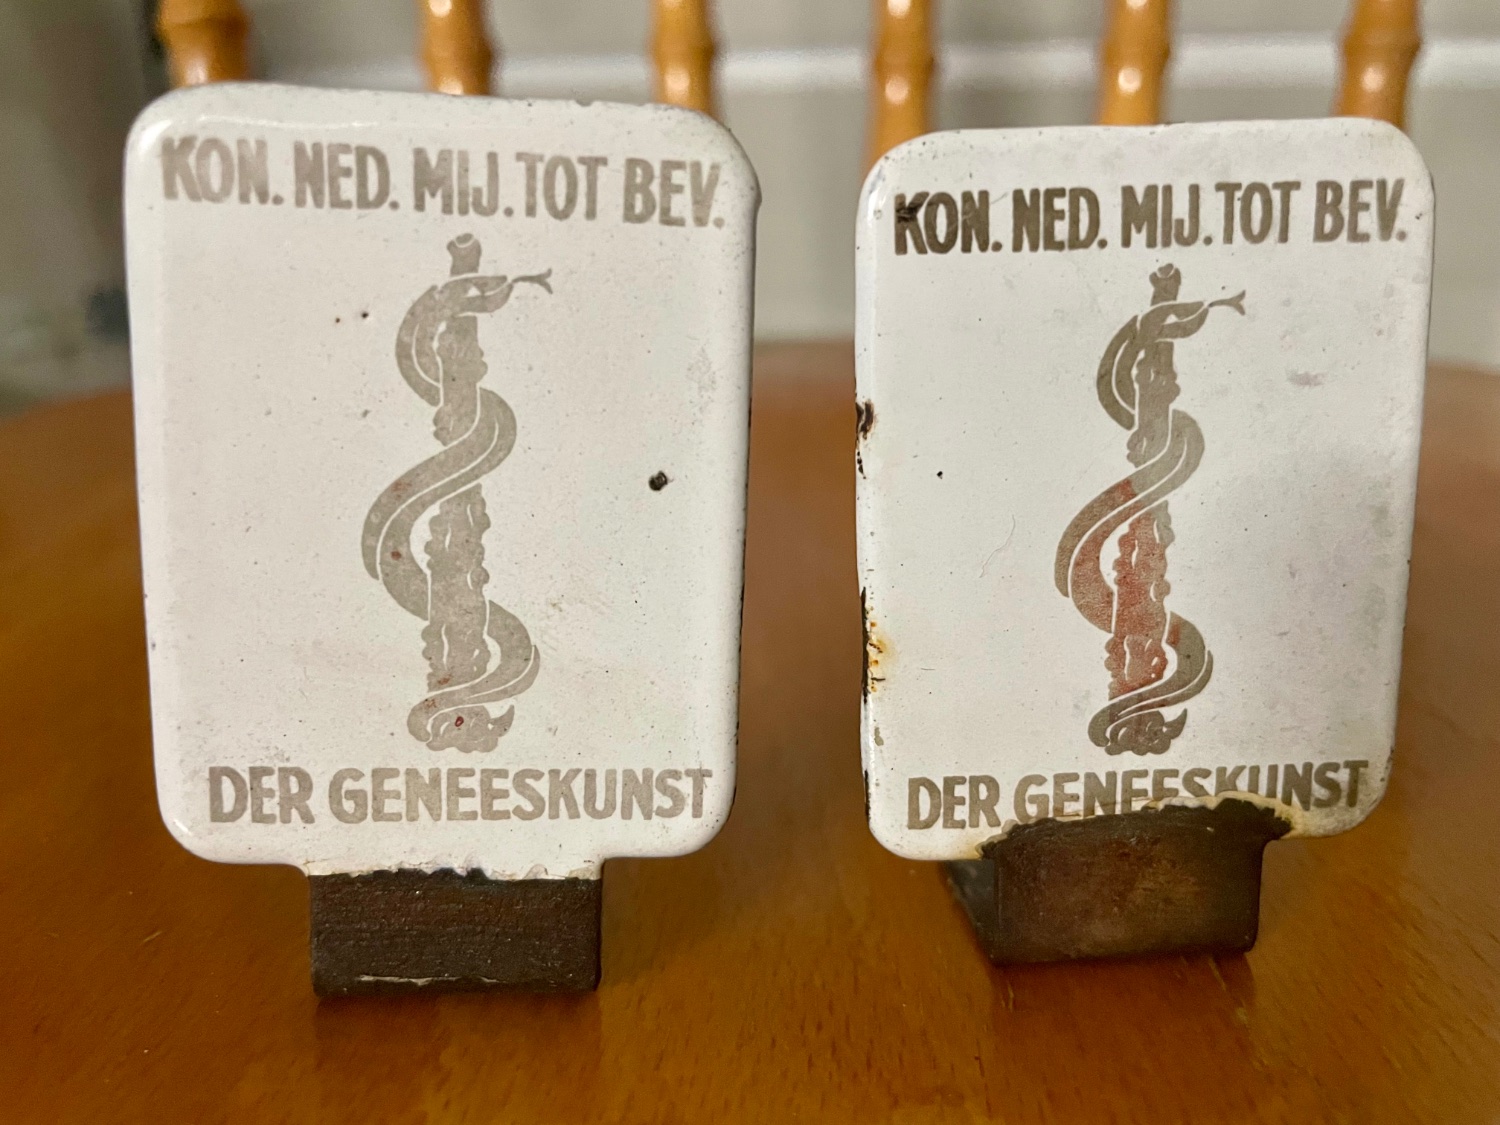 KON. NED. MIJ. TOT BEV.
DER GENEESKUNST
KON. NED. MIJ. TOT BEV.
DER GENEESKUNST